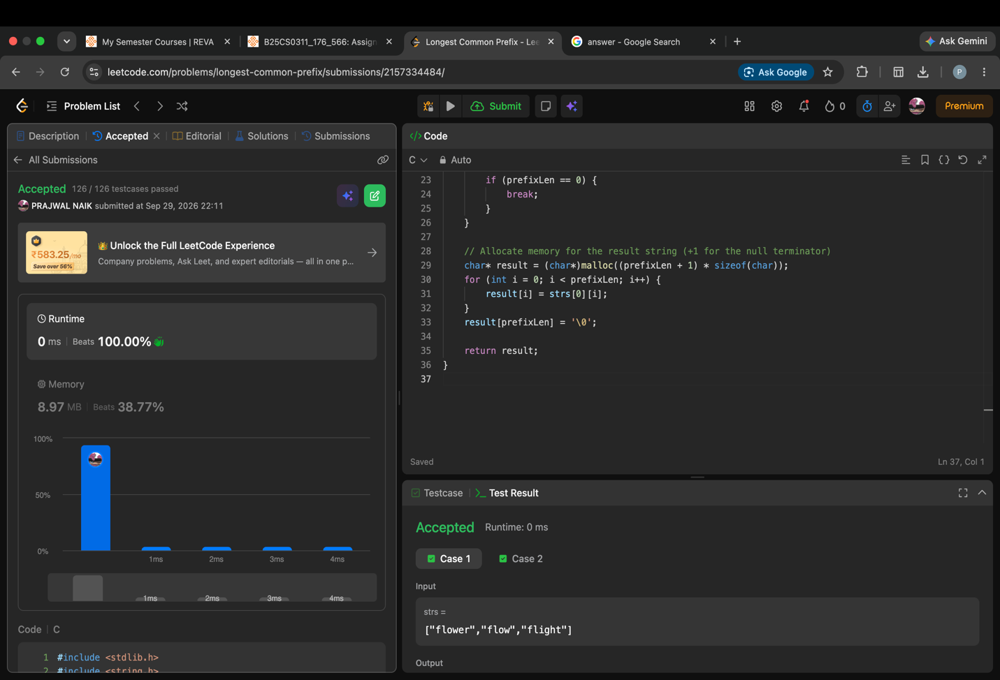 My Semester Courses | REVA
B25CS0311_176_566: Assign
Longest Common Prefix - Lee
answer - Google Search
Ask Gemini
leetcode.com/problems/longest-common-prefix/submissions/2157334484/
Ask Google
P
Problem List
Submit
0
Premium
Description
Accepted
Editorial
Solutions
Submissions
All Submissions
Accepted 126 / 126 testcases passed
PRAJWAL NAIK submitted at Sep 29, 2026 22:11
₹583.25/mo
Save over 56%
Unlock the Full LeetCode Experience
Company problems, Ask Leet, and expert editorials — all in one p...
Runtime
0 ms | Beats 100.00%
Memory
8.97 MB | Beats 38.77%
100%
50%
0%
1ms 2ms 3ms 4ms
1ms 2ms 3ms 4ms
Code | C
1 #include <stdlib.h>
2 #include <string.h>
</> Code
C
Auto
23 if (prefixLen == 0) {
24 break;
25 }
26 }
27
28 // Allocate memory for the result string (+1 for the null terminator)
29 char* result = (char*)malloc((prefixLen + 1) * sizeof(char));
30 for (int i = 0; i < prefixLen; i++) {
31 result[i] = strs[0][i];
32 }
33 result[prefixLen] = '\0';
34
35 return result;
36 }
37
Saved
Ln 37, Col 1
Testcase
Test Result
Accepted Runtime: 0 ms
Case 1
Case 2
Input
strs =
["flower","flow","flight"]
Output